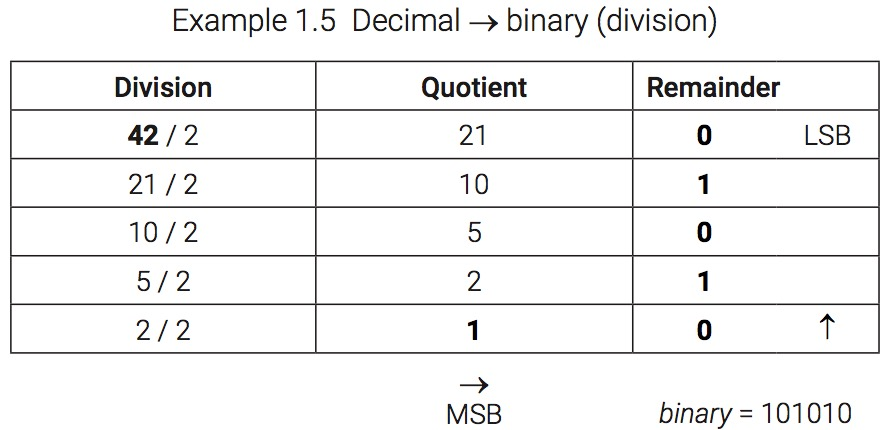 Example 1.5 Decimal → binary (division)
Division Quotient Remainder
42 / 2 21 0 LSB
21 / 2 10 1
10 / 2 5 0
5 / 2 2 1
2 / 2 1 0 ↑
→
MSB binary = 101010